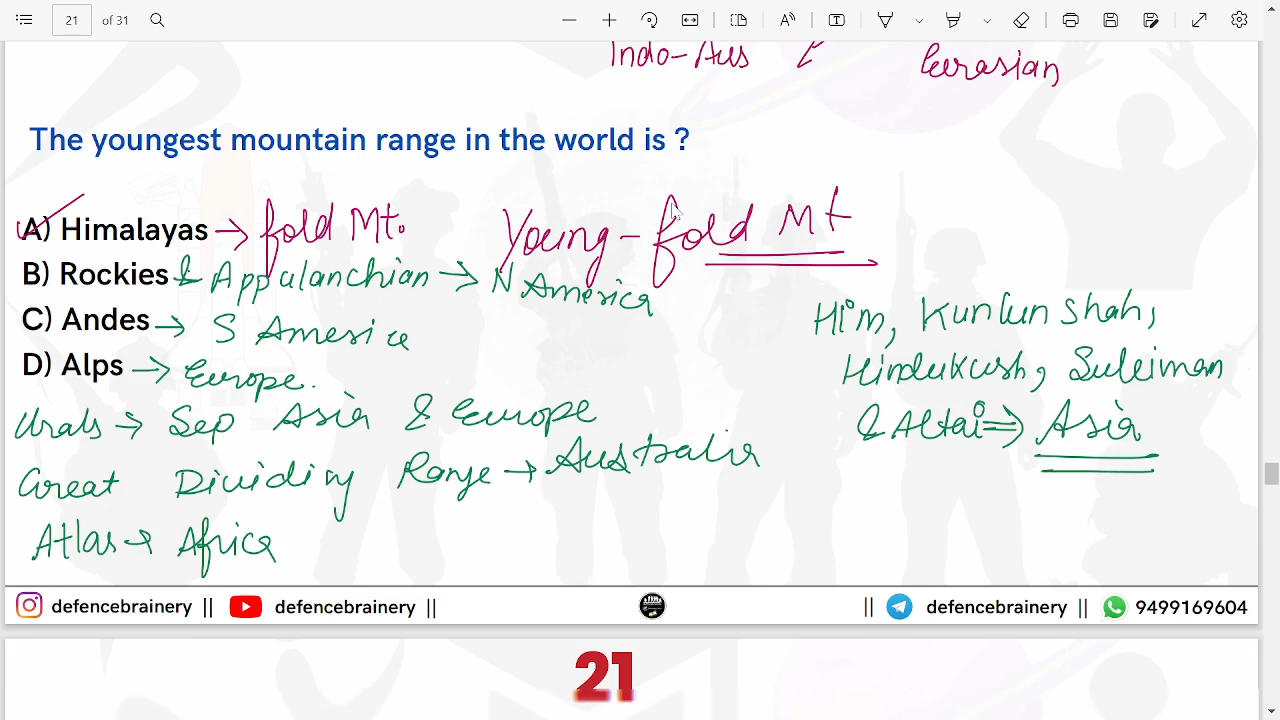 21 of 31
Indo-Aus & Eurasian
The youngest mountain range in the world is ?
A) Himalayas → fold Mt. Young-fold Mt
B) Rockies & Appulanchian → N America
C) Andes → S America
D) Alps → Europe.
Urals → Sep Asia & Europe
Great Dividing Range → Australia
Atlas → Africa
Him, Kunlun Shah,
Hindukush, Suleiman
& Altai ⇒ Asia
defencebrainery || defencebrainery || || defencebrainery || 9499169604
21